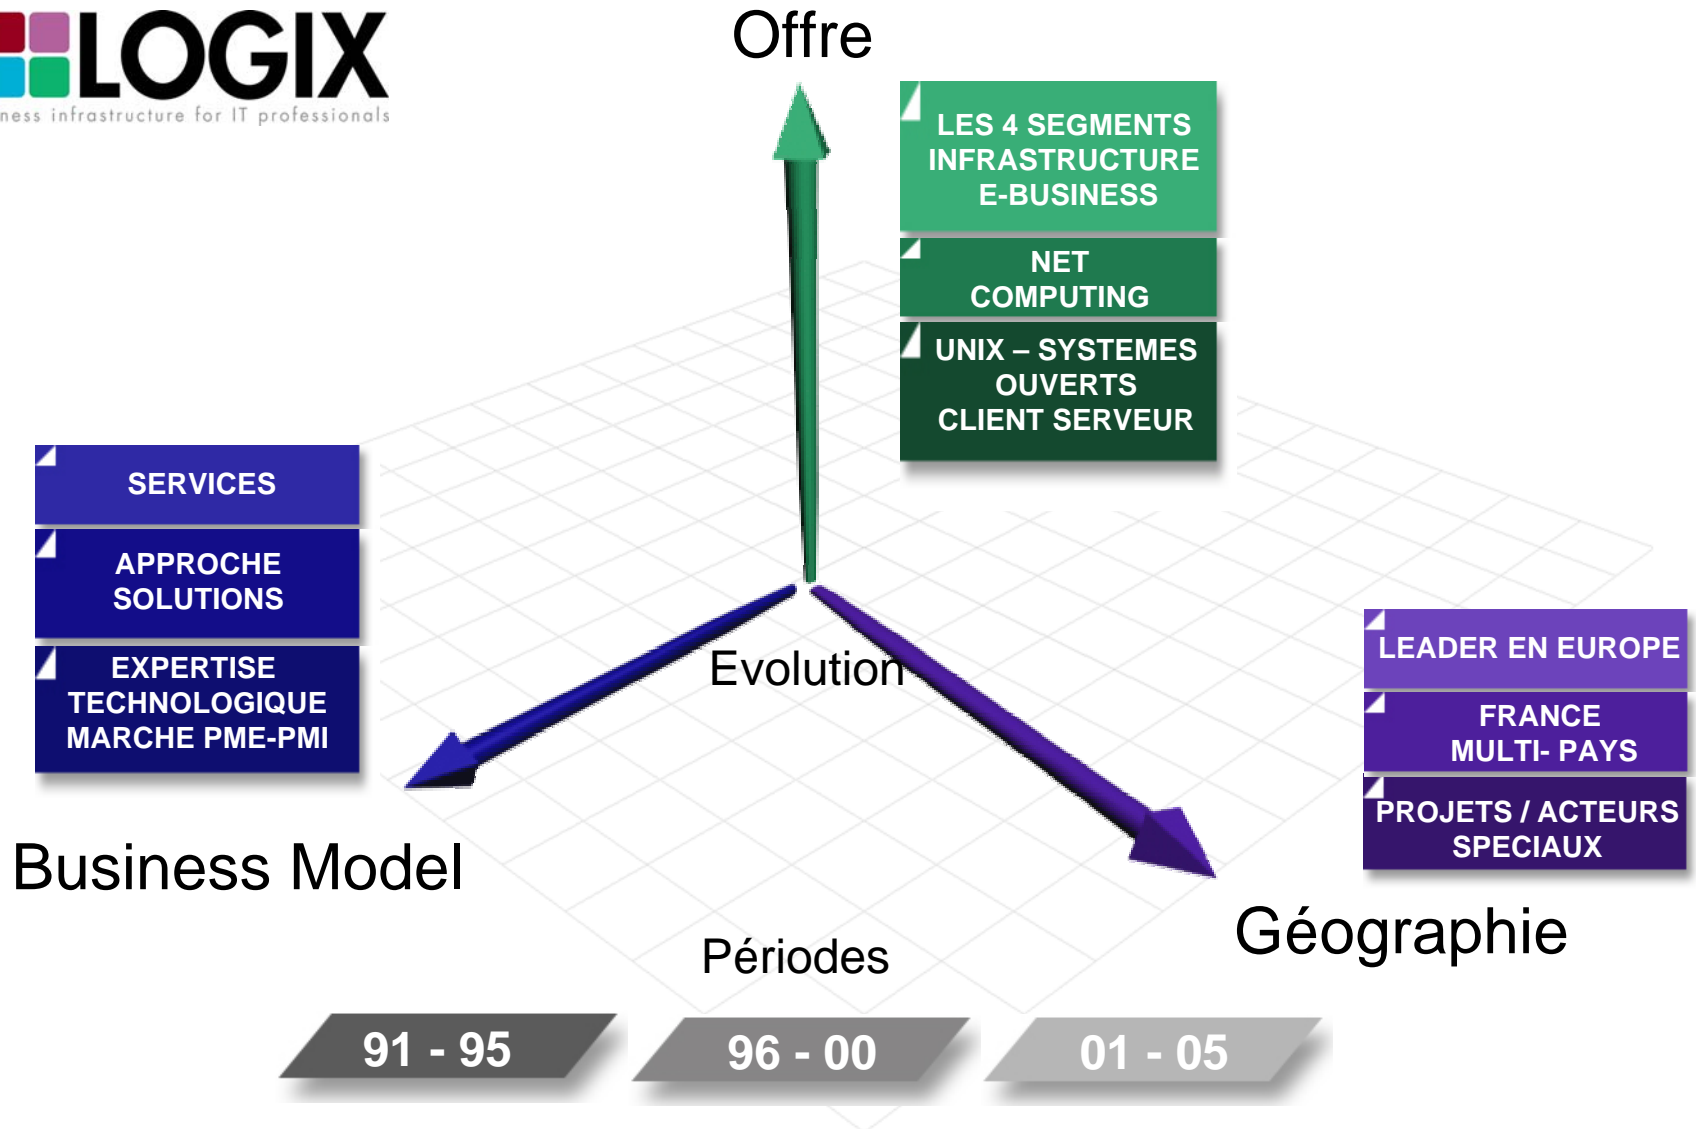 LOGIX
ness infrastructure for IT professionals
Offre
LES 4 SEGMENTS
INFRASTRUCTURE
E-BUSINESS
NET
COMPUTING
UNIX – SYSTEMES
OUVERTS
CLIENT SERVEUR
SERVICES
APPROCHE
SOLUTIONS
EXPERTISE
TECHNOLOGIQUE
MARCHE PME-PMI
Evolution
LEADER EN EUROPE
FRANCE
MULTI- PAYS
PROJETS / ACTEURS
SPECIAUX
Business Model
Géographie
Périodes
91 - 95
96 - 00
01 - 05